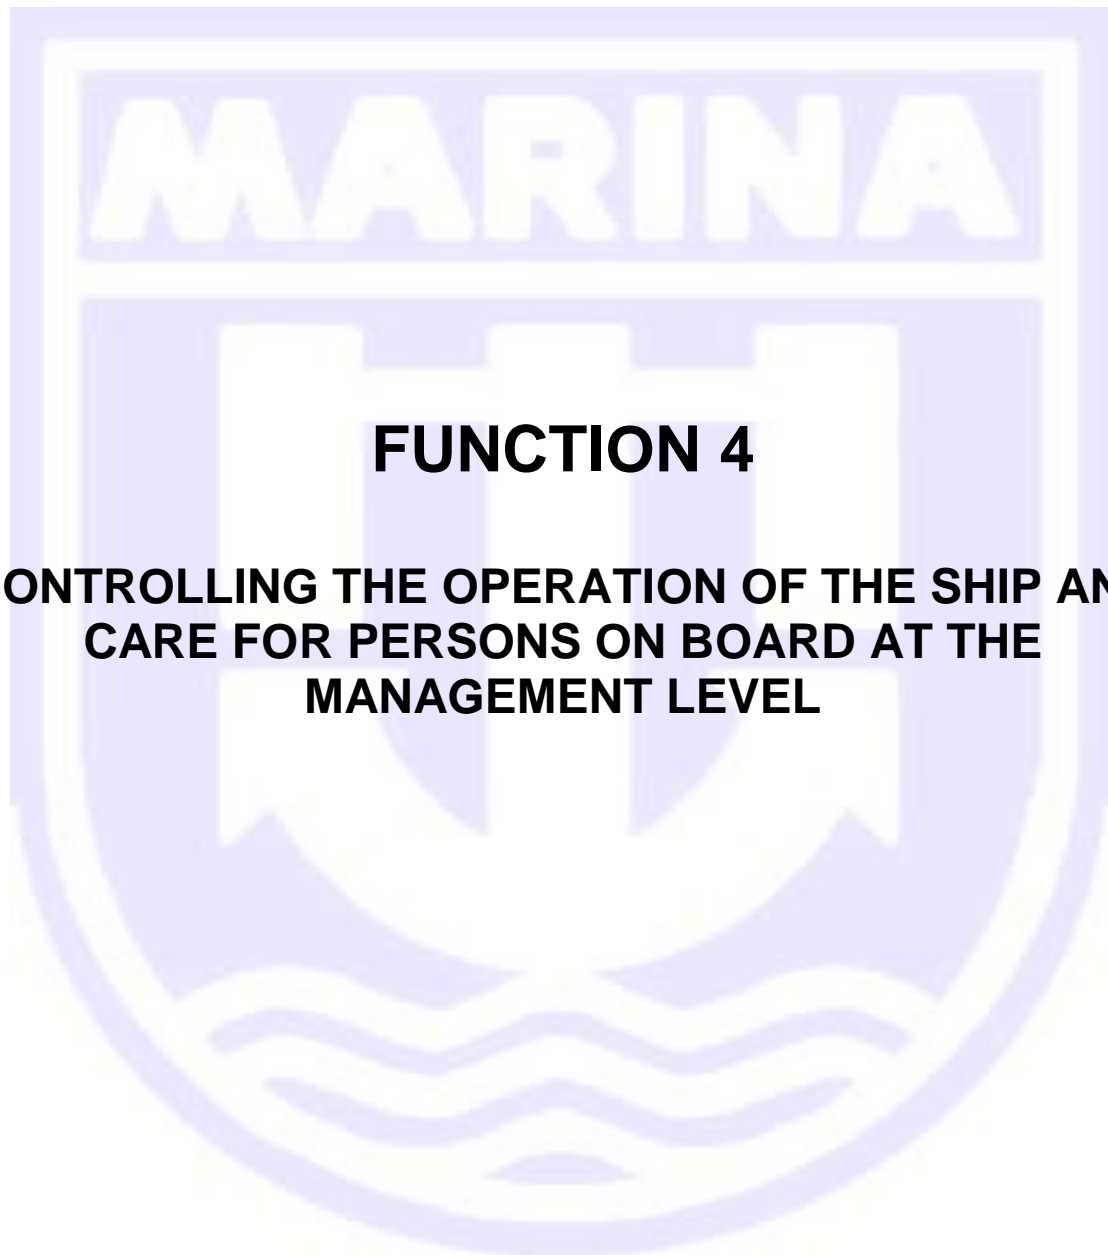 MARINA
FUNCTION 4
ONTROLLING THE OPERATION OF THE SHIP AN
CARE FOR PERSONS ON BOARD AT THE
MANAGEMENT LEVEL